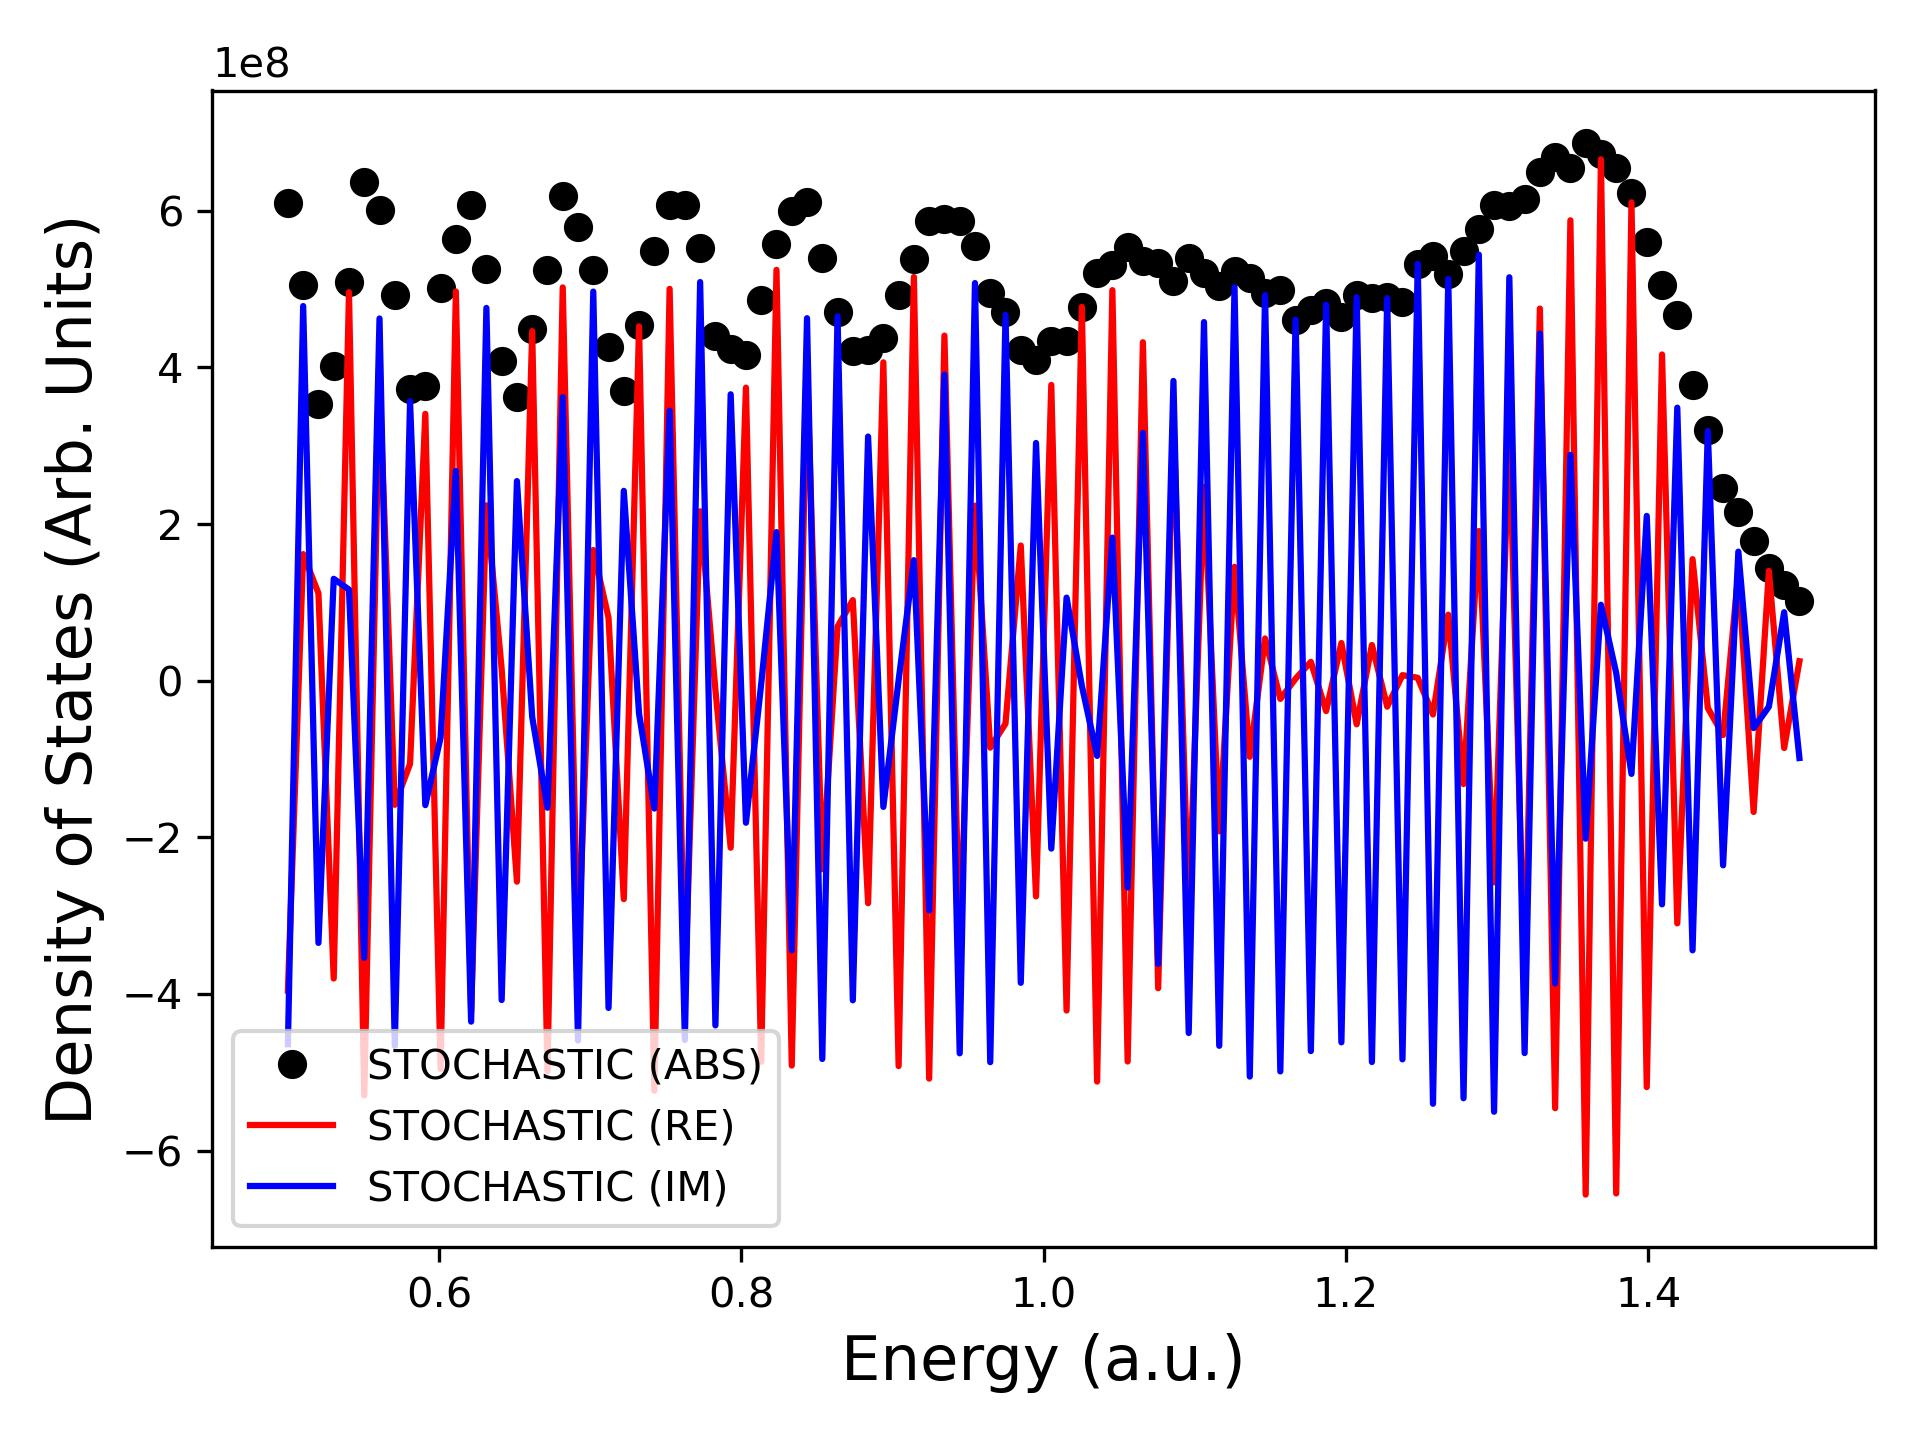 1e8
Density of States (Arb. Units)
6
4
2
0
−2
−4
−6
STOCHASTIC (ABS)
STOCHASTIC (RE)
STOCHASTIC (IM)
0.6 0.8 1.0 1.2 1.4
Energy (a.u.)